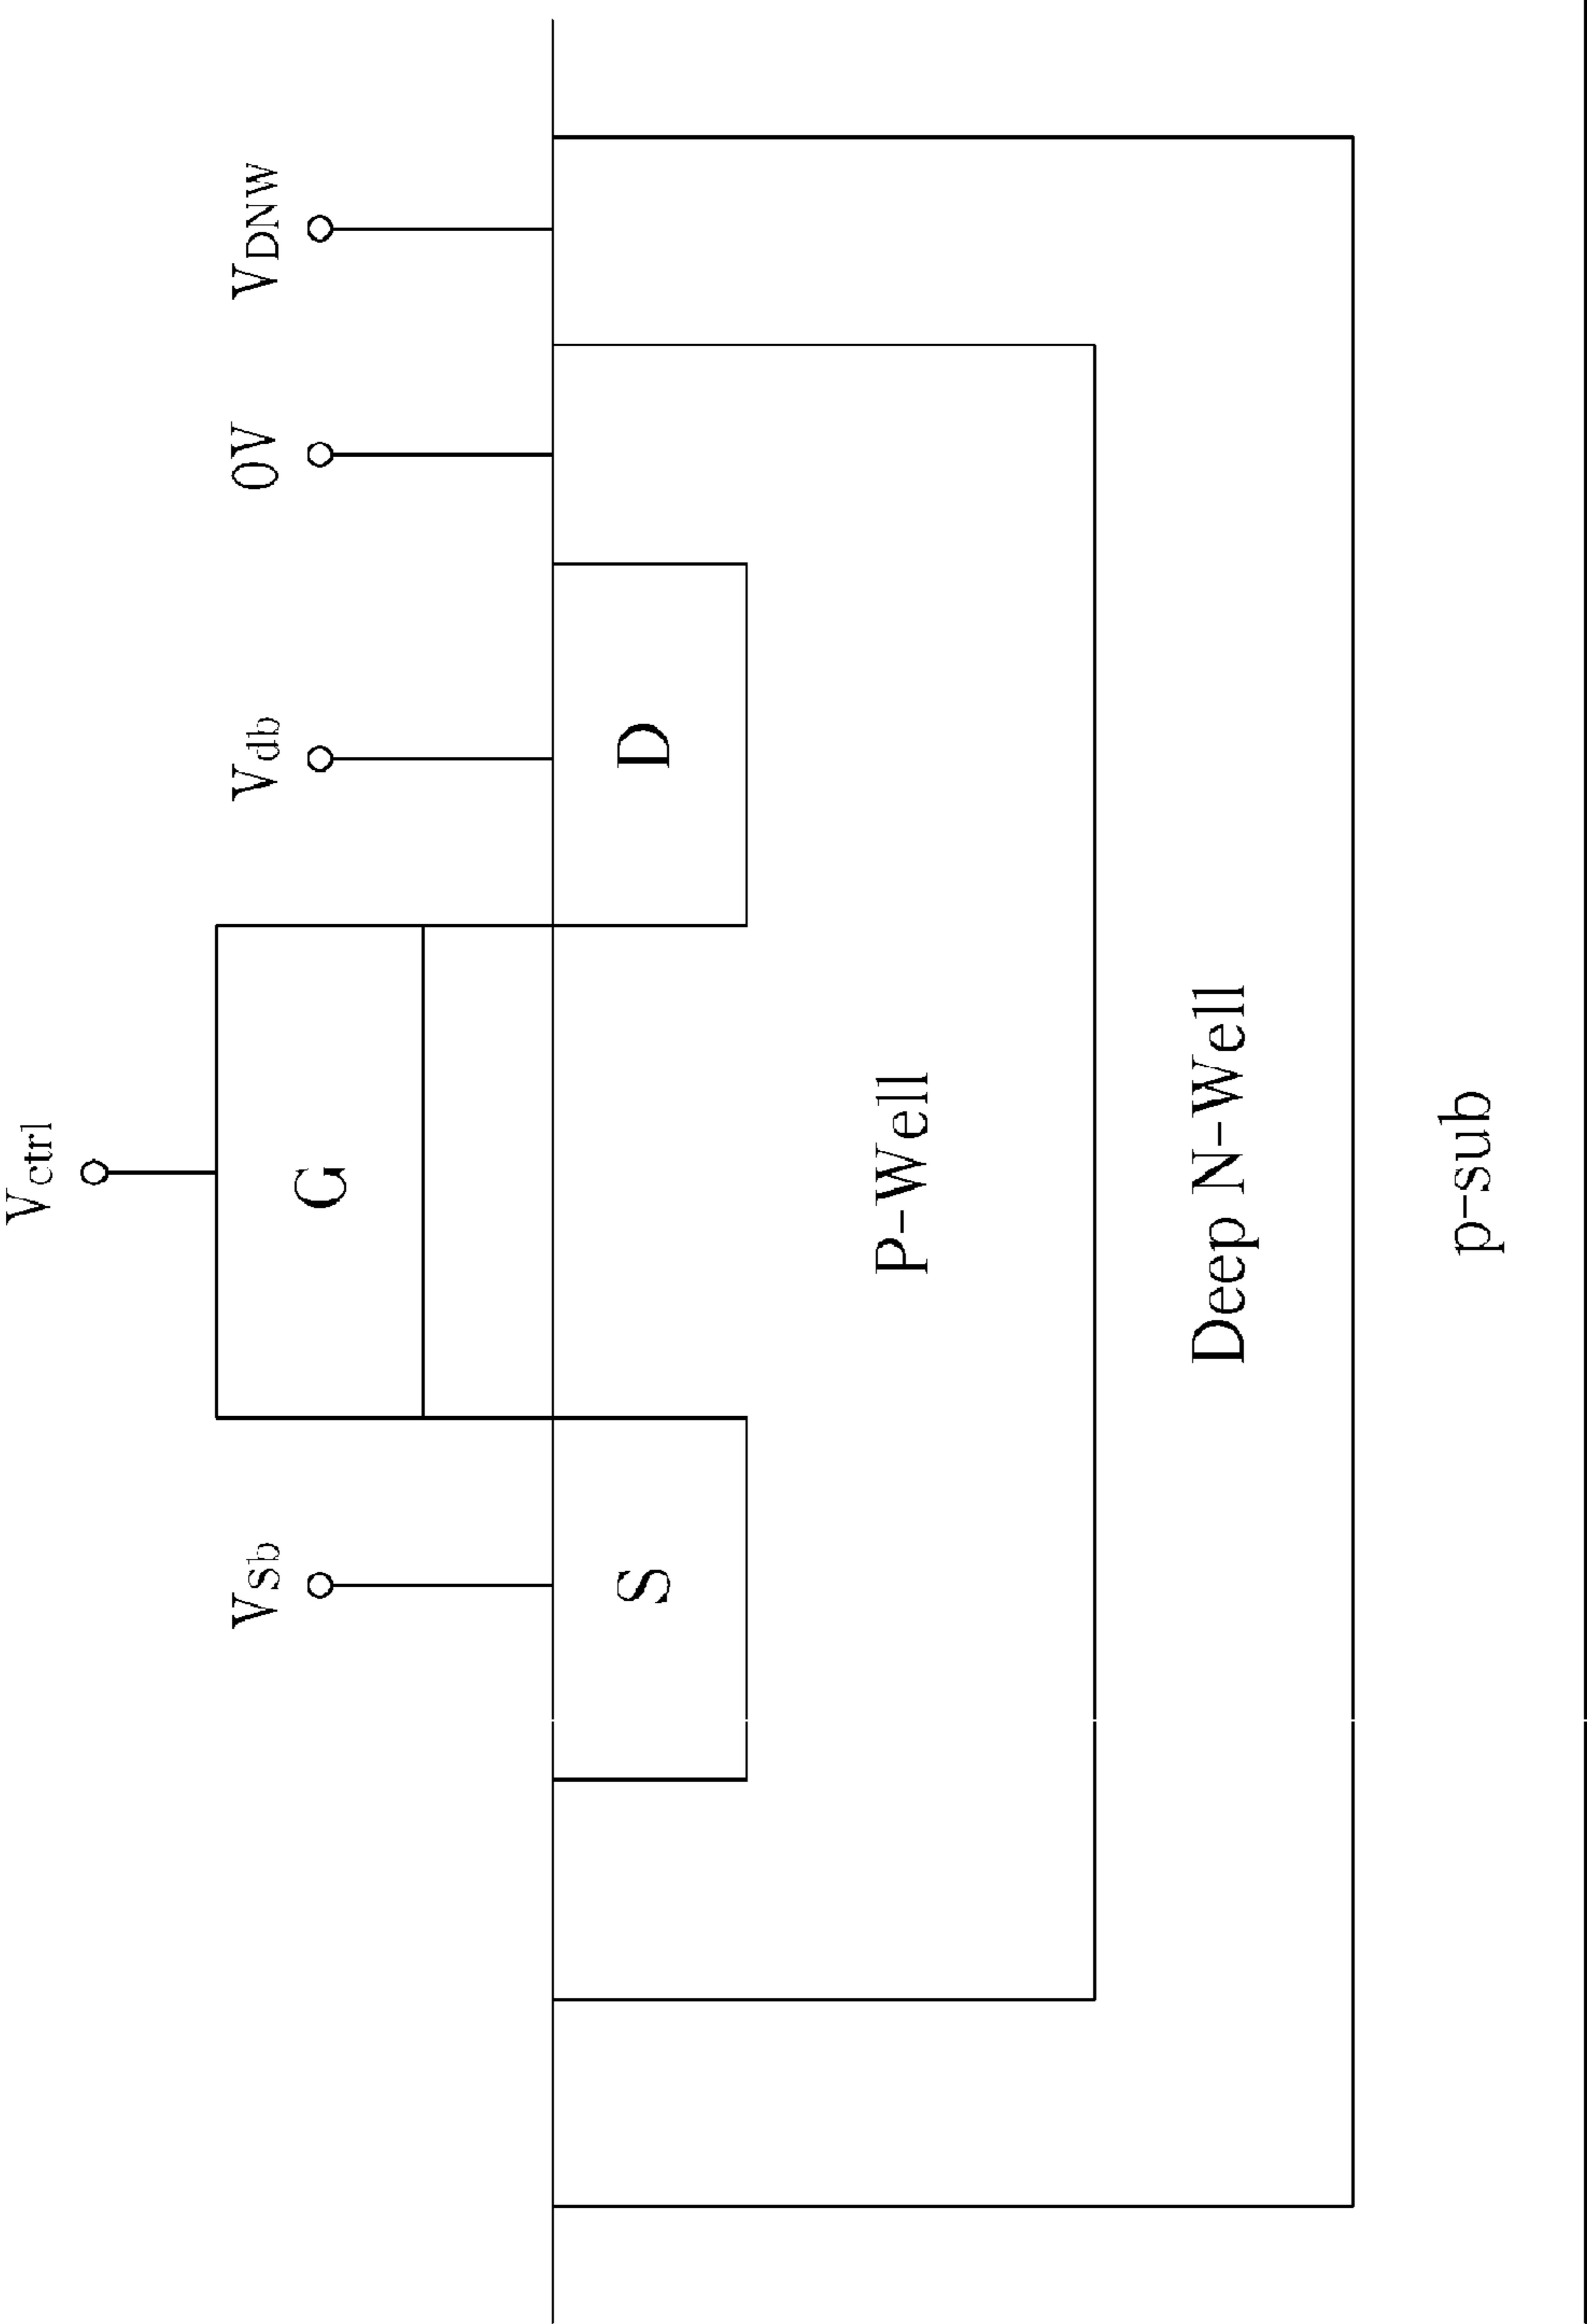 Vctrl
Vsb
Vdb
0V
VDNW
G
S
D
P-Well
Deep N-Well
p-sub